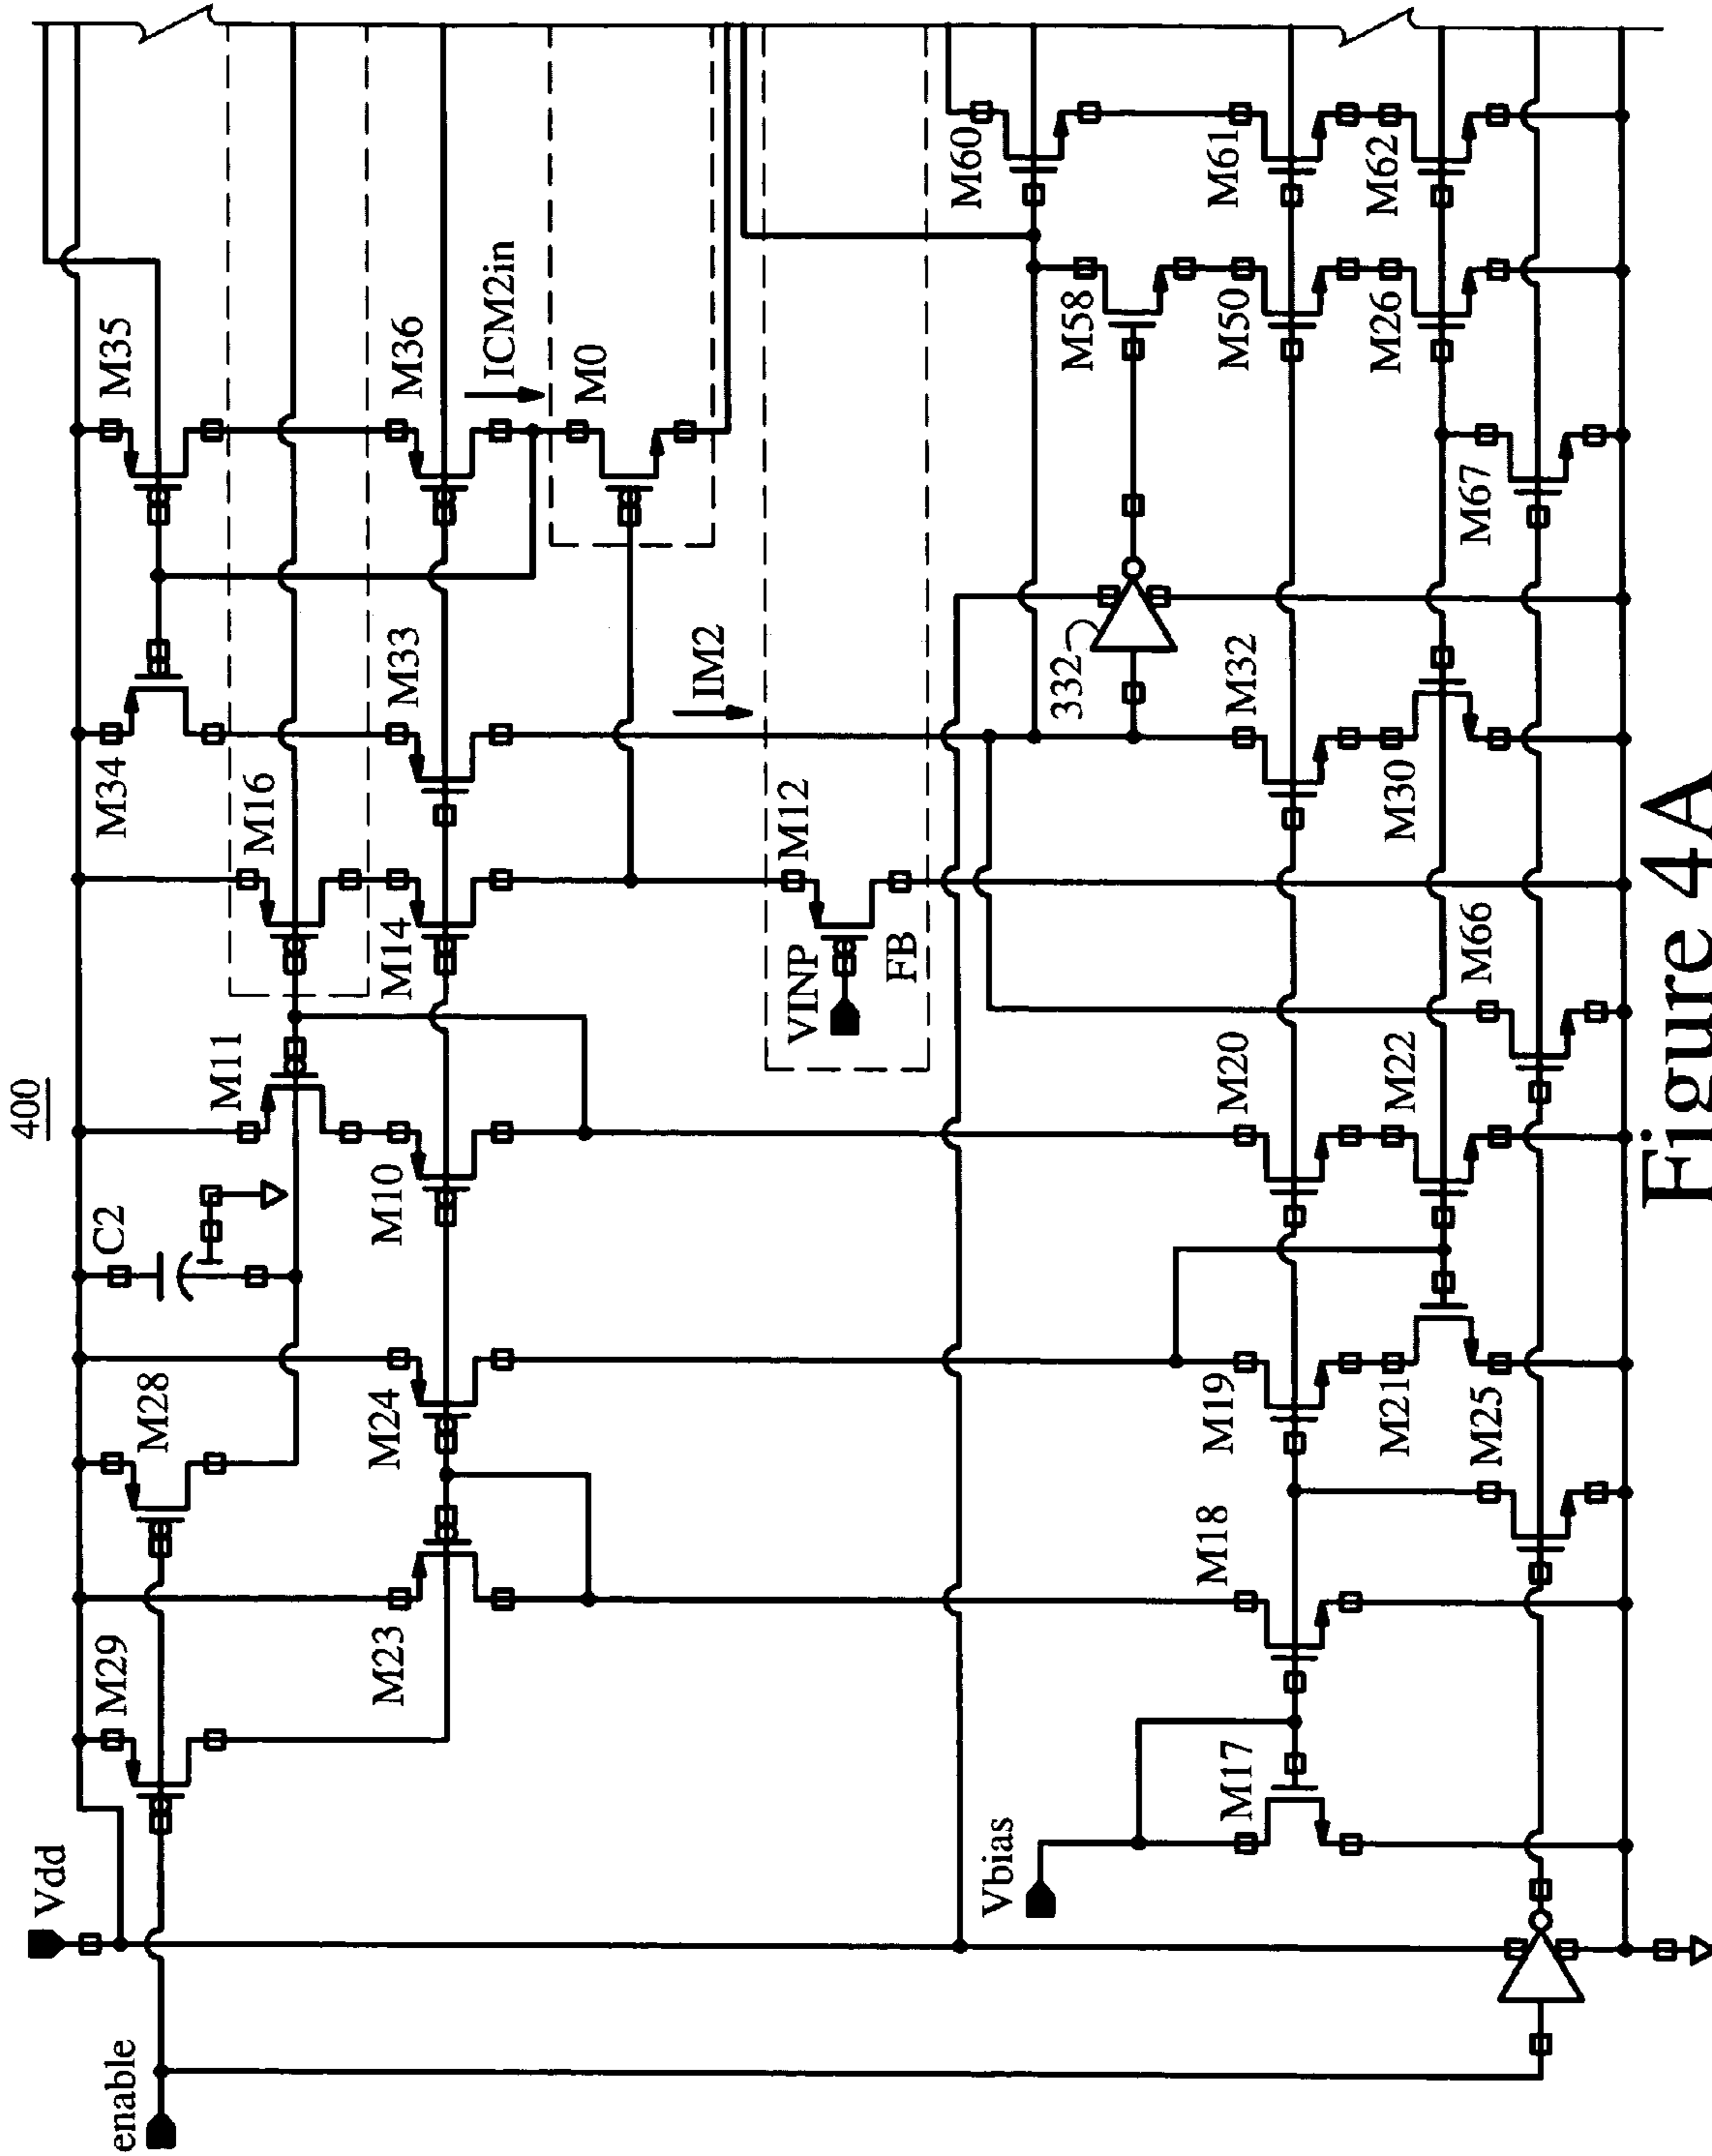 400
enable
Vdd
M29
M28
C2
M11
M16
M34
M35
M23
M24
M10
M14
M33
M36
ICM2in
M0
IM2
VINP
M12
FB
332
M58
M60
Vbias
M17
M18
M19
M20
M32
M50
M61
M21
M22
M30
M26
M62
M25
M66
M67
Figure 4A